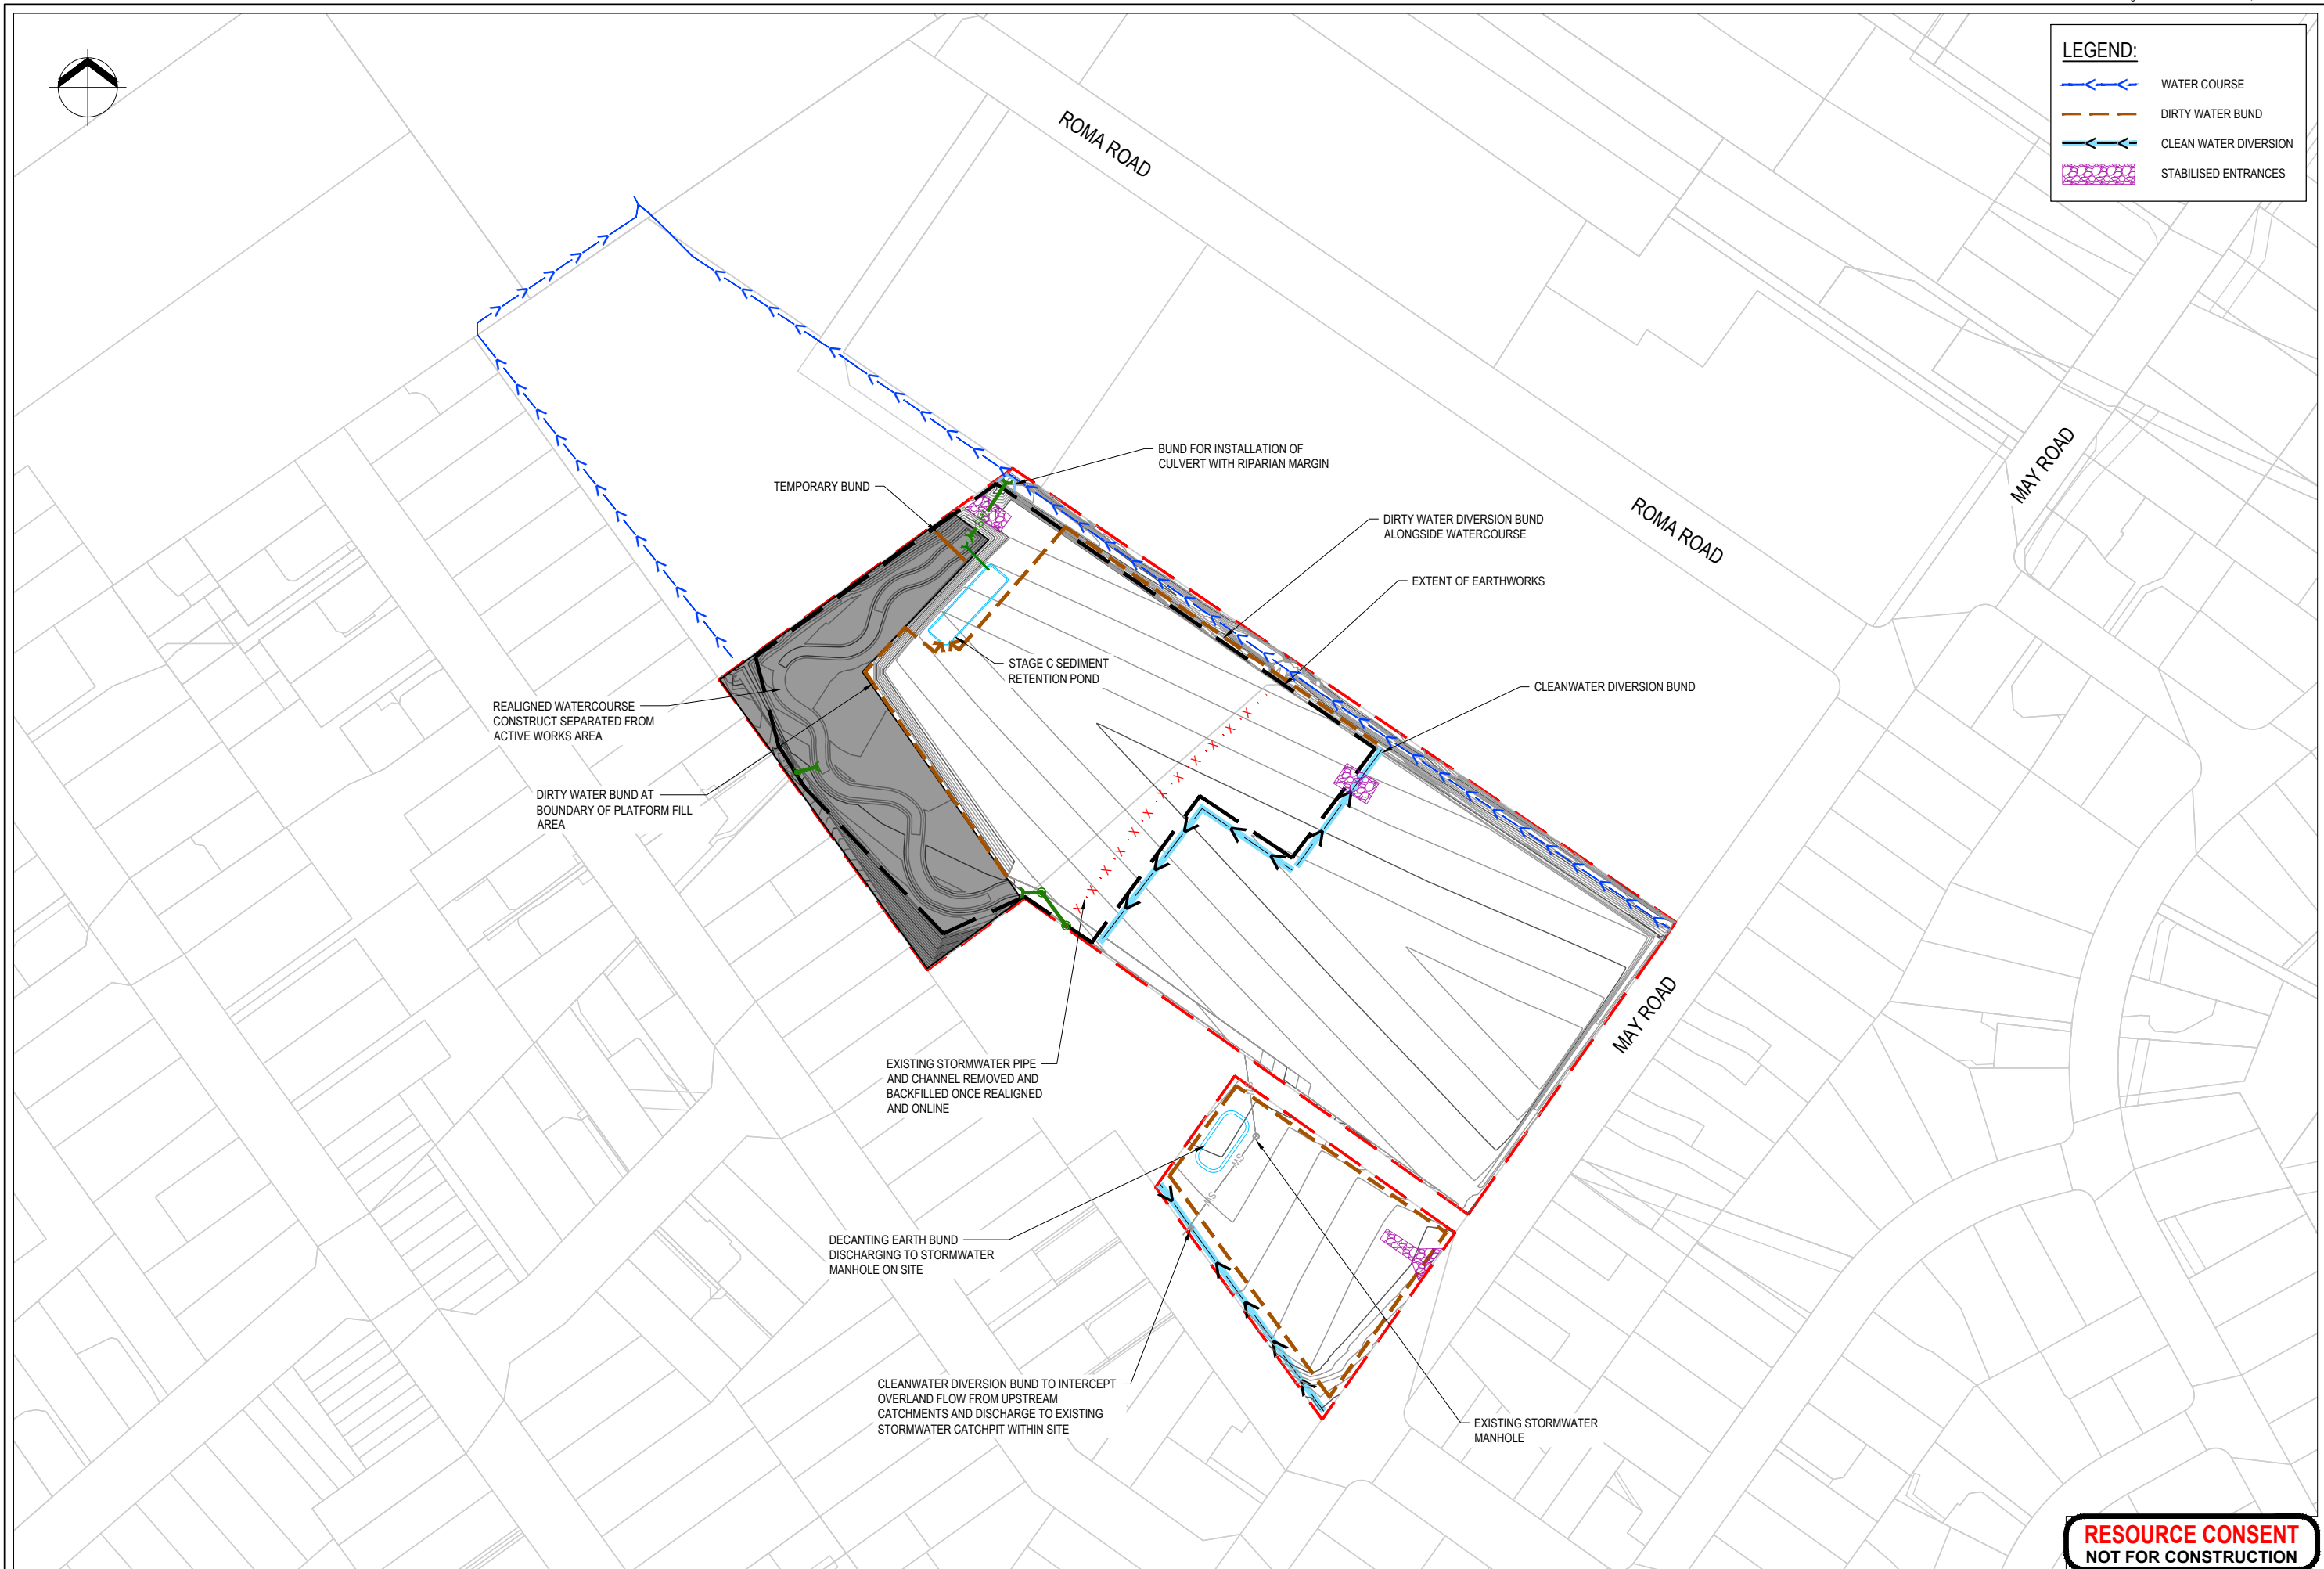 LEGEND:
WATER COURSE
DIRTY WATER BUND
CLEAN WATER DIVERSION
STABILISED ENTRANCES
ROMA ROAD
MAY ROAD
BUND FOR INSTALLATION OF
CULVERT WITH RIPARIAN MARGIN
TEMPORARY BUND
ROMA ROAD
DIRTY WATER DIVERSION BUND
ALONGSIDE WATERCOURSE
EXTENT OF EARTHWORKS
STAGE C SEDIMENT
RETENTION POND
CLEANWATER DIVERSION BUND
REALIGNED WATERCOURSE
CONSTRUCT SEPARATED FROM
ACTIVE WORKS AREA
DIRTY WATER BUND AT
BOUNDARY OF PLATFORM FILL
AREA
MAY ROAD
EXISTING STORMWATER PIPE
AND CHANNEL REMOVED AND
BACKFILLED ONCE REALIGNED
AND ONLINE
SW
SW
DECANTING EARTH BUND
DISCHARGING TO STORMWATER
MANHOLE ON SITE
CLEANWATER DIVERSION BUND TO INTERCEPT
OVERLAND FLOW FROM UPSTREAM
CATCHMENTS AND DISCHARGE TO EXISTING
STORMWATER CATCHPIT WITHIN SITE
EXISTING STORMWATER
MANHOLE
RESOURCE CONSENT
NOT FOR CONSTRUCTION